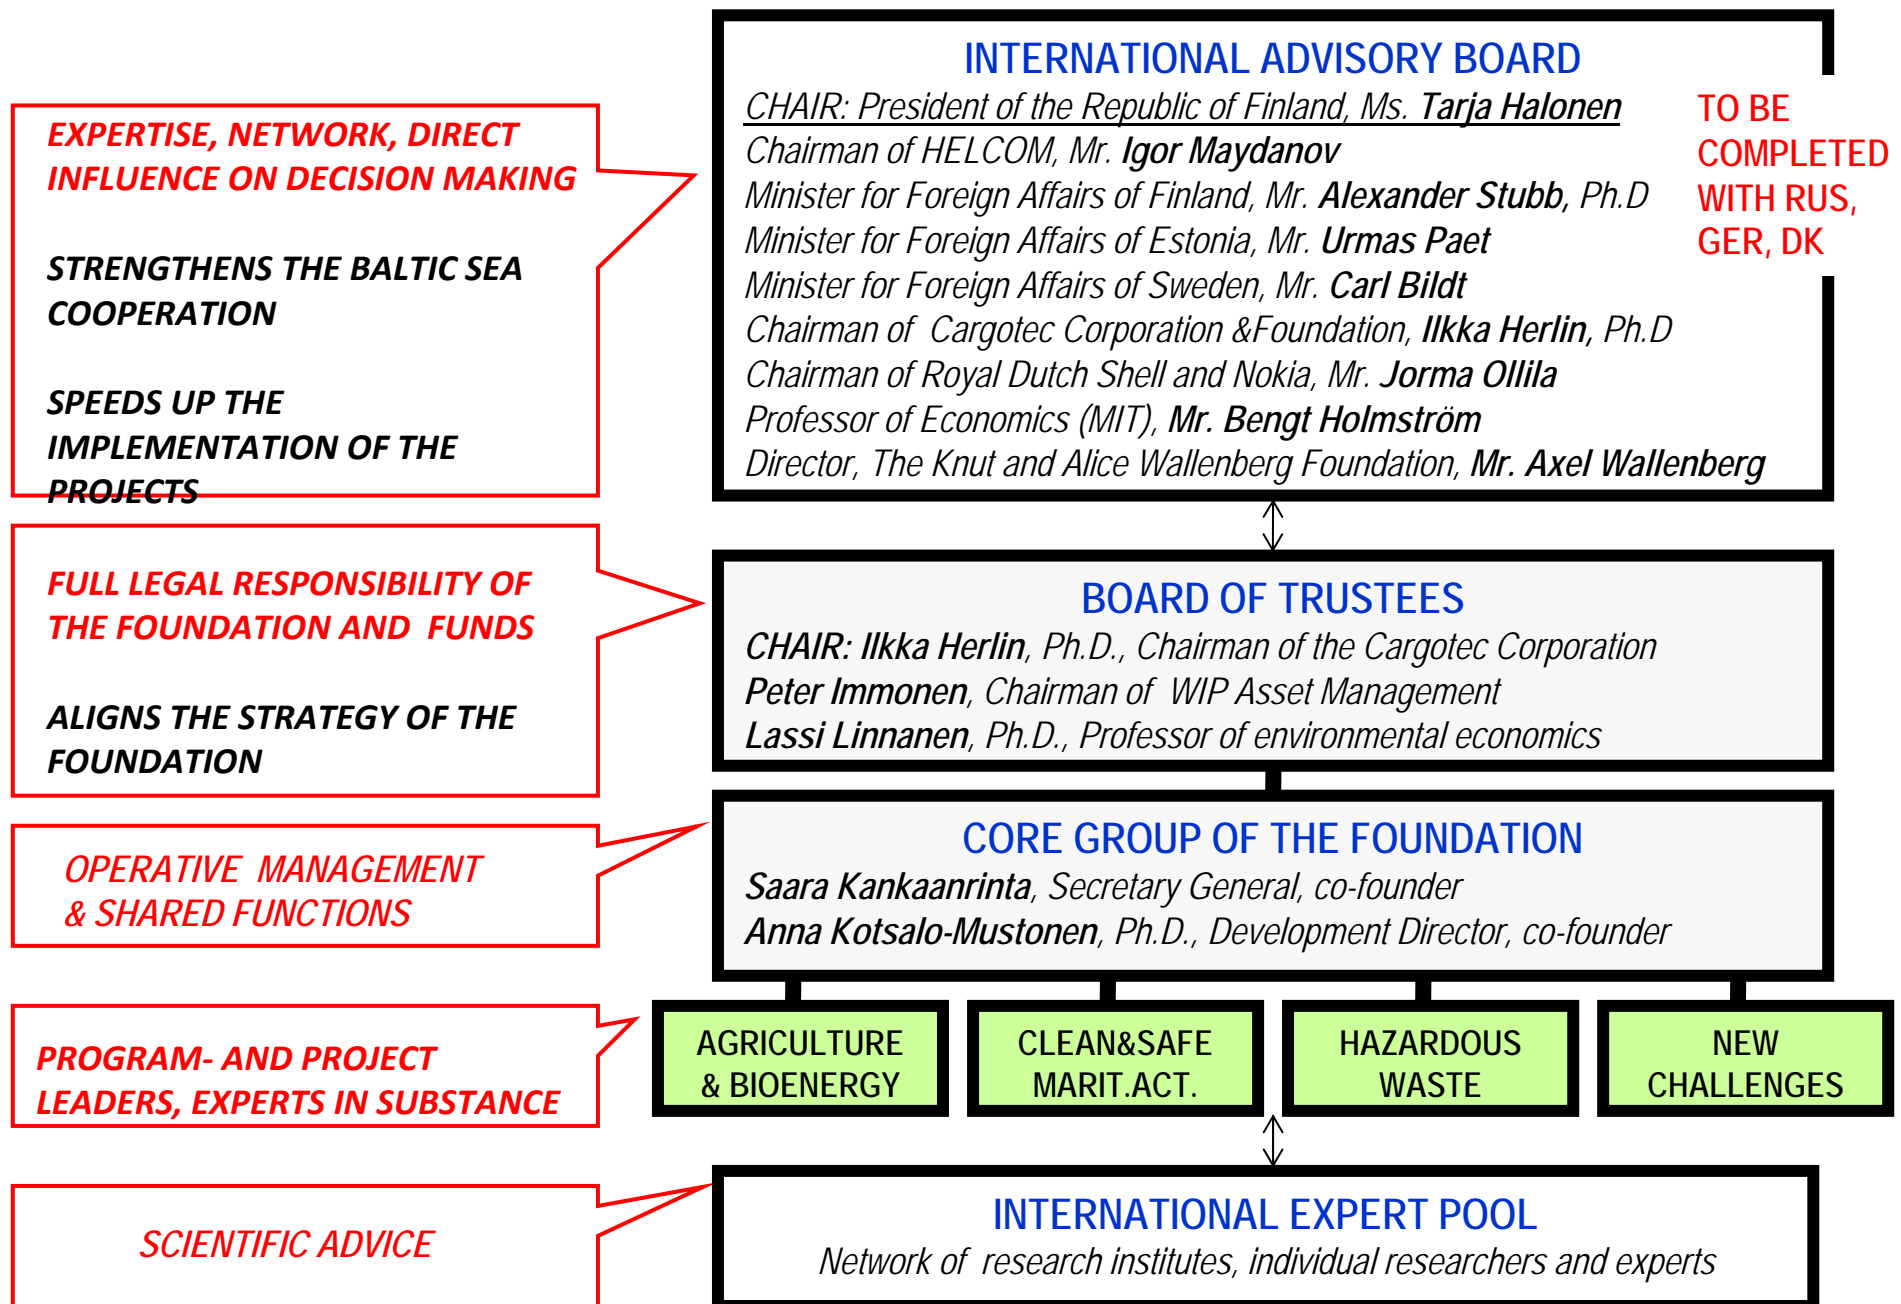 INTERNATIONAL ADVISORY BOARD
CHAIR: President of the Republic of Finland, Ms. Tarja Halonen
Chairman of HELCOM, Mr. Igor Maydanov
Minister for Foreign Affairs of Finland, Mr. Alexander Stubb, Ph.D
Minister for Foreign Affairs of Estonia, Mr. Urmas Paet
Minister for Foreign Affairs of Sweden, Mr. Carl Bildt
Chairman of Cargotec Corporation &Foundation, Ilkka Herlin, Ph.D
Chairman of Royal Dutch Shell and Nokia, Mr. Jorma Ollila
Professor of Economics (MIT), Mr. Bengt Holmström
Director, The Knut and Alice Wallenberg Foundation, Mr. Axel Wallenberg
TO BE
COMPLETED
WITH RUS,
GER, DK
EXPERTISE, NETWORK, DIRECT
INFLUENCE ON DECISION MAKING
STRENGTHENS THE BALTIC SEA
COOPERATION
SPEEDS UP THE
IMPLEMENTATION OF THE
PROJECTS
FULL LEGAL RESPONSIBILITY OF
THE FOUNDATION AND FUNDS
ALIGNS THE STRATEGY OF THE
FOUNDATION
BOARD OF TRUSTEES
CHAIR: Ilkka Herlin, Ph.D., Chairman of the Cargotec Corporation
Peter Immonen, Chairman of WIP Asset Management
Lassi Linnanen, Ph.D., Professor of environmental economics
OPERATIVE MANAGEMENT
& SHARED FUNCTIONS
CORE GROUP OF THE FOUNDATION
Saara Kankaanrinta, Secretary General, co-founder
Anna Kotsalo-Mustonen, Ph.D., Development Director, co-founder
PROGRAM- AND PROJECT
LEADERS, EXPERTS IN SUBSTANCE
AGRICULTURE
& BIOENERGY
CLEAN&SAFE
MARIT.ACT.
HAZARDOUS
WASTE
NEW
CHALLENGES
SCIENTIFIC ADVICE
INTERNATIONAL EXPERT POOL
Network of research institutes, individual researchers and experts